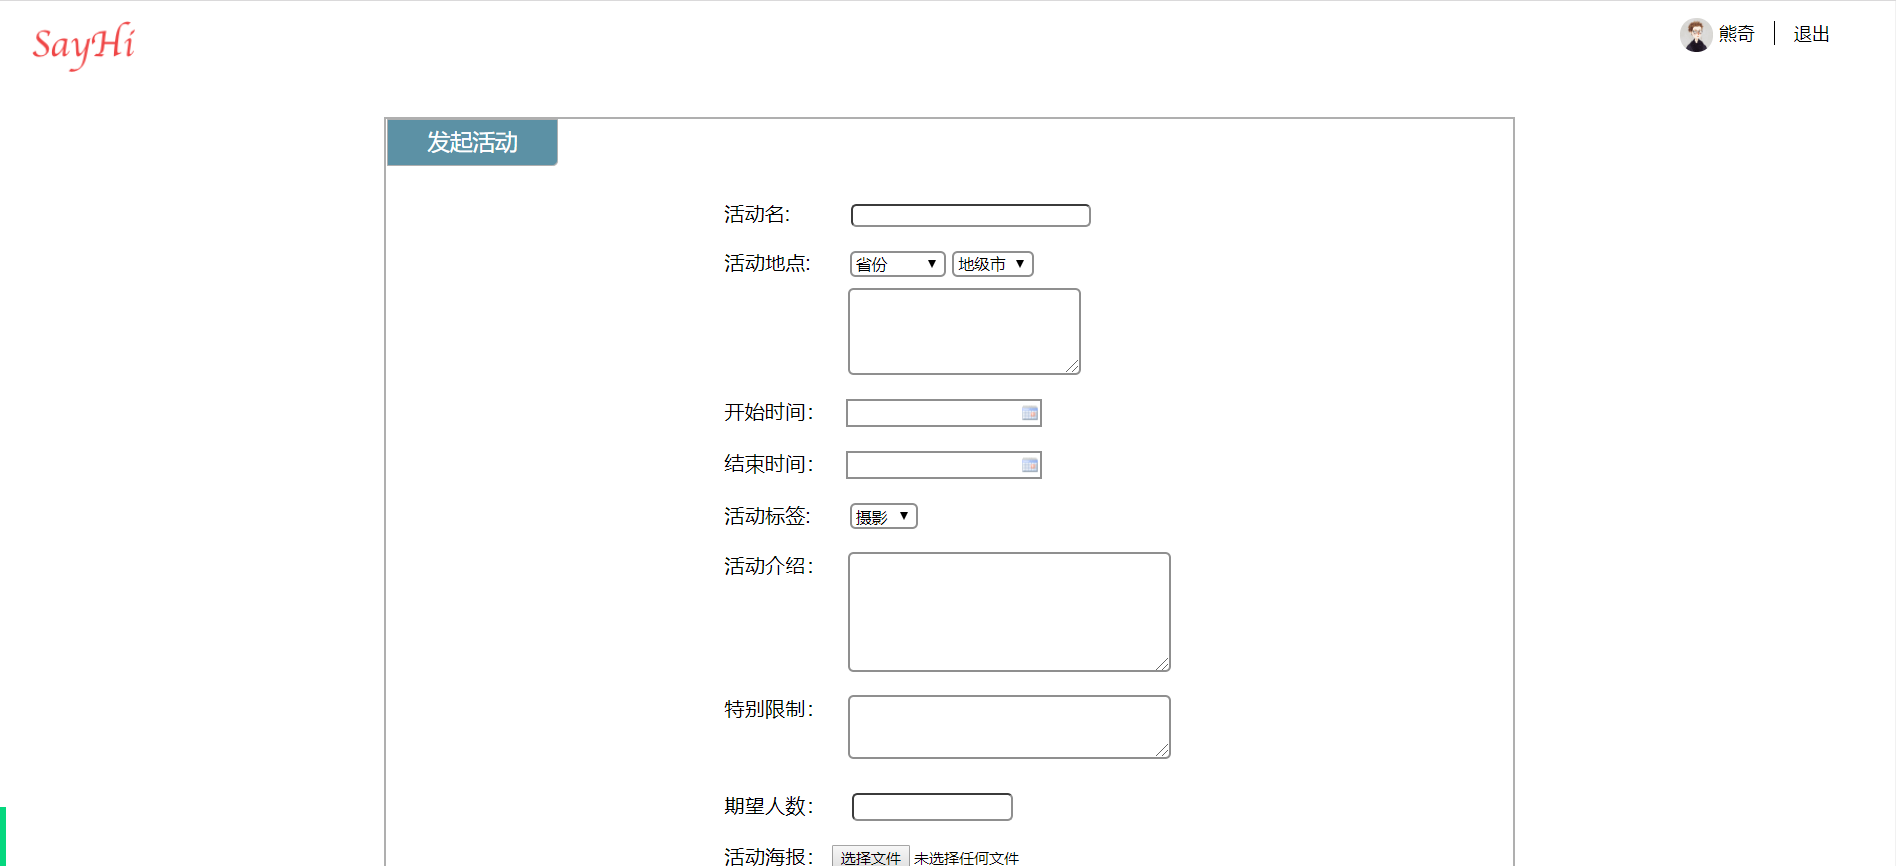 SayHi
熊奇 退出
发起活动
活动名:
活动地点: 省份 地级市
开始时间：
结束时间：
活动标签: 摄影
活动介绍：
特别限制：
期望人数：
活动海报： 选择文件 未选择任何文件